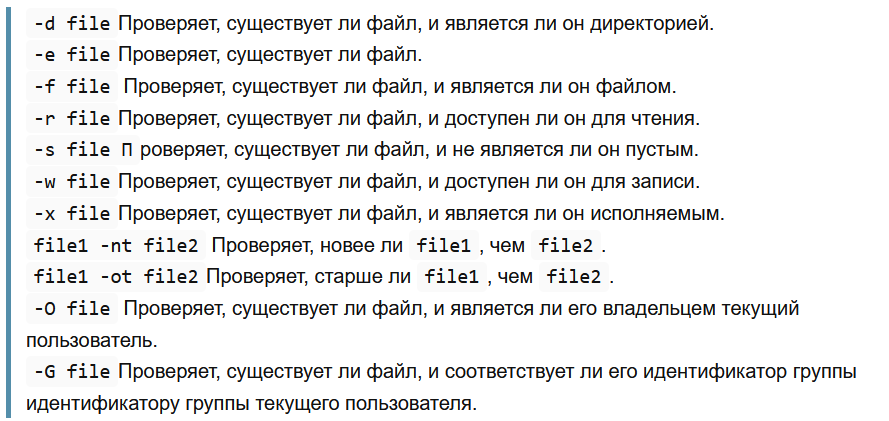 -d file Проверяет, существует ли файл, и является ли он директорией.
-e file Проверяет, существует ли файл.
-f file Проверяет, существует ли файл, и является ли он файлом.
-r file Проверяет, существует ли файл, и доступен ли он для чтения.
-s file П роверяет, существует ли файл, и не является ли он пустым.
-w file Проверяет, существует ли файл, и доступен ли он для записи.
-x file Проверяет, существует ли файл, и является ли он исполняемым.
file1 -nt file2 Проверяет, новее ли file1 , чем file2 .
file1 -ot file2 Проверяет, старше ли file1 , чем file2 .
-O file Проверяет, существует ли файл, и является ли его владельцем текущий
пользователь.
-G file Проверяет, существует ли файл, и соответствует ли его идентификатор группы
идентификатору группы текущего пользователя.